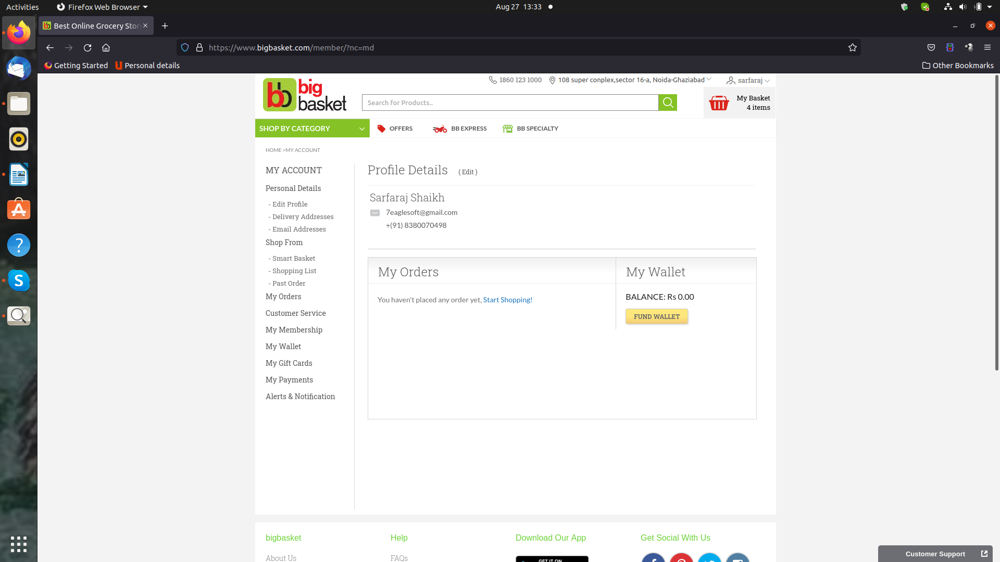 Activities
Firefox Web Browser
Aug 27 13:33
Best Online Grocery Stor
https://www.bigbasket.com/member/?nc=md
Getting Started
Personal details
Other Bookmarks
bb big basket
1860 123 1000
108 super conplex,sector 16-a, Noida-Ghaziabad
sarfaraj
Search for Products..
My Basket
4 items
SHOP BY CATEGORY
OFFERS
BB EXPRESS
BB SPECIALTY
HOME >MY ACCOUNT
MY ACCOUNT
Personal Details
- Edit Profile
- Delivery Addresses
- Email Addresses
Shop From
- Smart Basket
- Shopping List
- Past Order
My Orders
Customer Service
My Membership
My Wallet
My Gift Cards
My Payments
Alerts & Notification
Profile Details ( Edit )
Sarfaraj Shaikh
7eaglesoft@gmail.com
+(91) 8380070498
My Orders
You haven't placed any order yet, Start Shopping!
My Wallet
BALANCE: Rs 0.00
FUND WALLET
bigbasket
Help
Download Our App
Get Social With Us
About Us
FAQs
GET IT ON
Customer Support